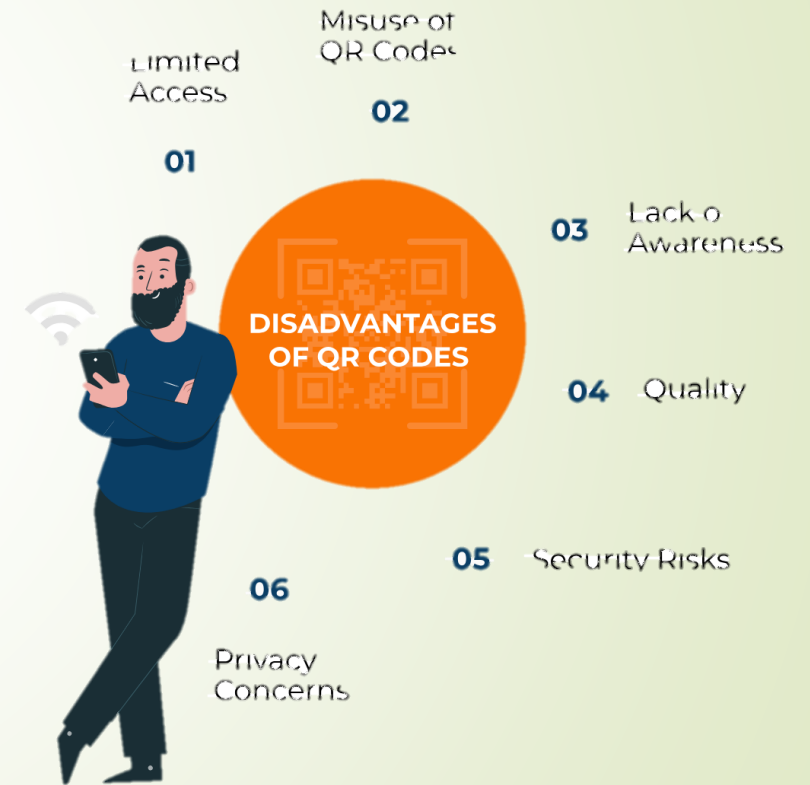 01
Limited
Access
02
Misuse of
QR Codes
DISADVANTAGES
OF QR CODES
03
Lack o
Awareness
04
Quality
05
Security Risks
06
Privacy
Concerns